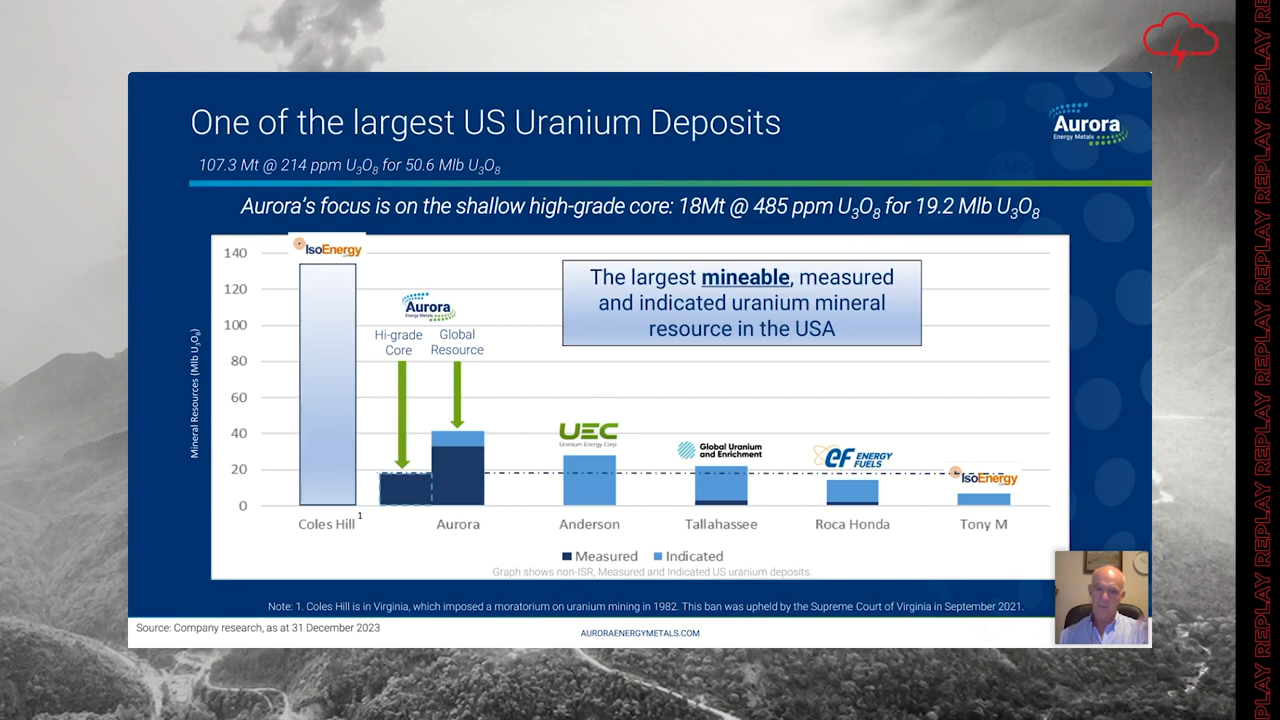 One of the largest US Uranium Deposits
Aurora
Energy Metals
107.3 Mt @ 214 ppm U₃O₈ for 50.6 Mlb U₃O₈
Aurora's focus is on the shallow high-grade core: 18Mt @ 485 ppm U₃O₈ for 19.2 Mlb U₃O₈
Mineral Resources (Mlb U₃O₈)
140
120
100
80
60
40
20
0
IsoEnergy
Aurora
Energy Metals
Hi-grade
Core
Global
Resource
The largest mineable, measured
and indicated uranium mineral
resource in the USA
UEC
Uranium Energy Corp
Global Uranium
and Enrichment
EF ENERGY
FUELS
IsoEnergy
Coles Hill¹
Aurora
Anderson
Tallahassee
Roca Honda
Tony M
Measured
Indicated
Graph shows non-ISR, Measured and Indicated US uranium deposits.
Note: 1. Coles Hill is in Virginia, which imposed a moratorium on uranium mining in 1982. This ban was upheld by the Supreme Court of Virginia in September 2021.
Source: Company research, as at 31 December 2023
AURORAENERGYMETALS.COM
REPLAY REPLAY REPLAY REPLAY REPLAY REPLAY REPLAY